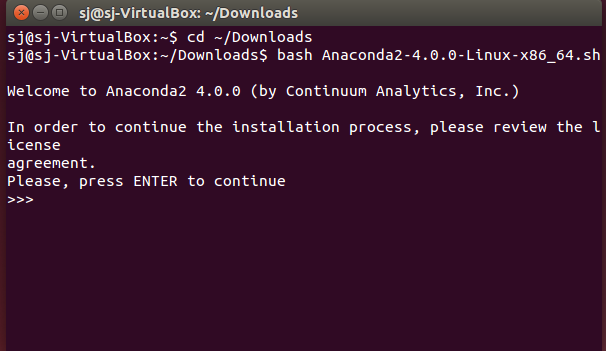 sj@sj-VirtualBox: ~/Downloads
sj@sj-VirtualBox:~$ cd ~/Downloads
sj@sj-VirtualBox:~/Downloads$ bash Anaconda2-4.0.0-Linux-x86_64.sh
Welcome to Anaconda2 4.0.0 (by Continuum Analytics, Inc.)
In order to continue the installation process, please review the l
icense
agreement.
Please, press ENTER to continue
>>>